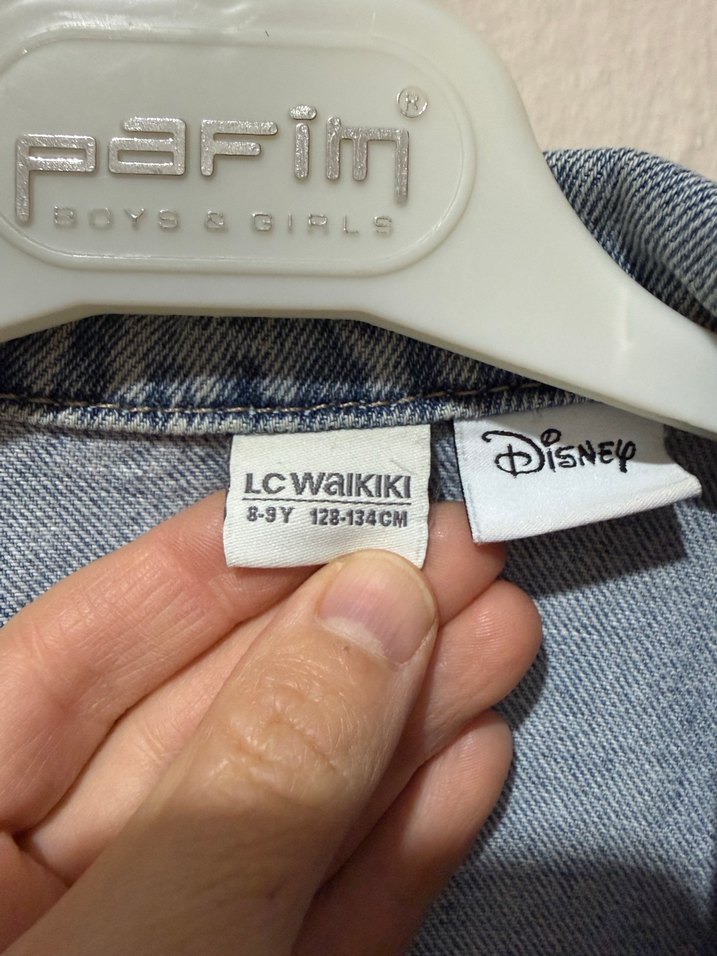 pafim®
BOYS & GIRLS
LC WAIKIKI
8-9Y 128-134CM
Disney